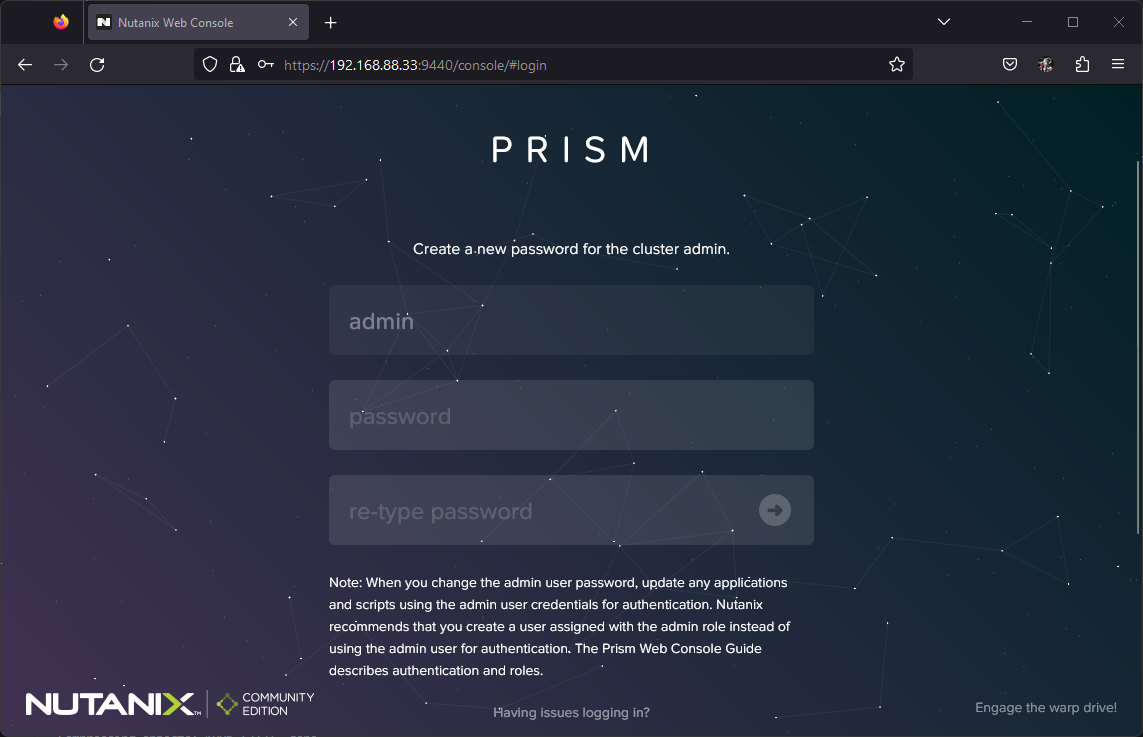 Nutanix Web Console
https://192.168.88.33:9440/console/#login
PRISM
Create a new password for the cluster admin.
admin
password
re-type password
Note: When you change the admin user password, update any applications
and scripts using the admin user credentials for authentication. Nutanix
recommends that you create a user assigned with the admin role instead of
using the admin user for authentication. The Prism Web Console Guide
describes authentication and roles.
NUTANIX™
COMMUNITY
EDITION
Having issues logging in?
Engage the warp drive!